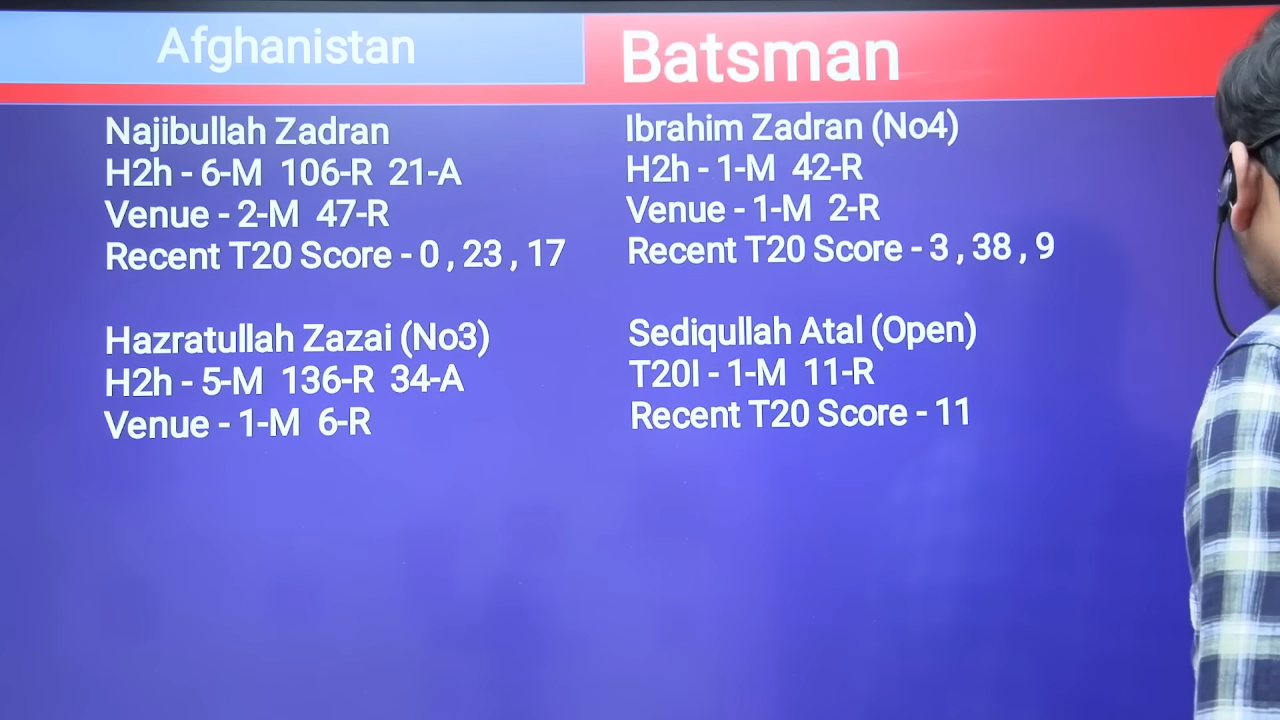 Afghanistan
Batsman
Najibullah Zadran
H2h - 6-M 106-R 21-A
Venue - 2-M 47-R
Recent T20 Score - 0 , 23 , 17
Hazratullah Zazai (No3)
H2h - 5-M 136-R 34-A
Venue - 1-M 6-R
Ibrahim Zadran (No4)
H2h - 1-M 42-R
Venue - 1-M 2-R
Recent T20 Score - 3 , 38 , 9
Sediqullah Atal (Open)
T20I - 1-M 11-R
Recent T20 Score - 11